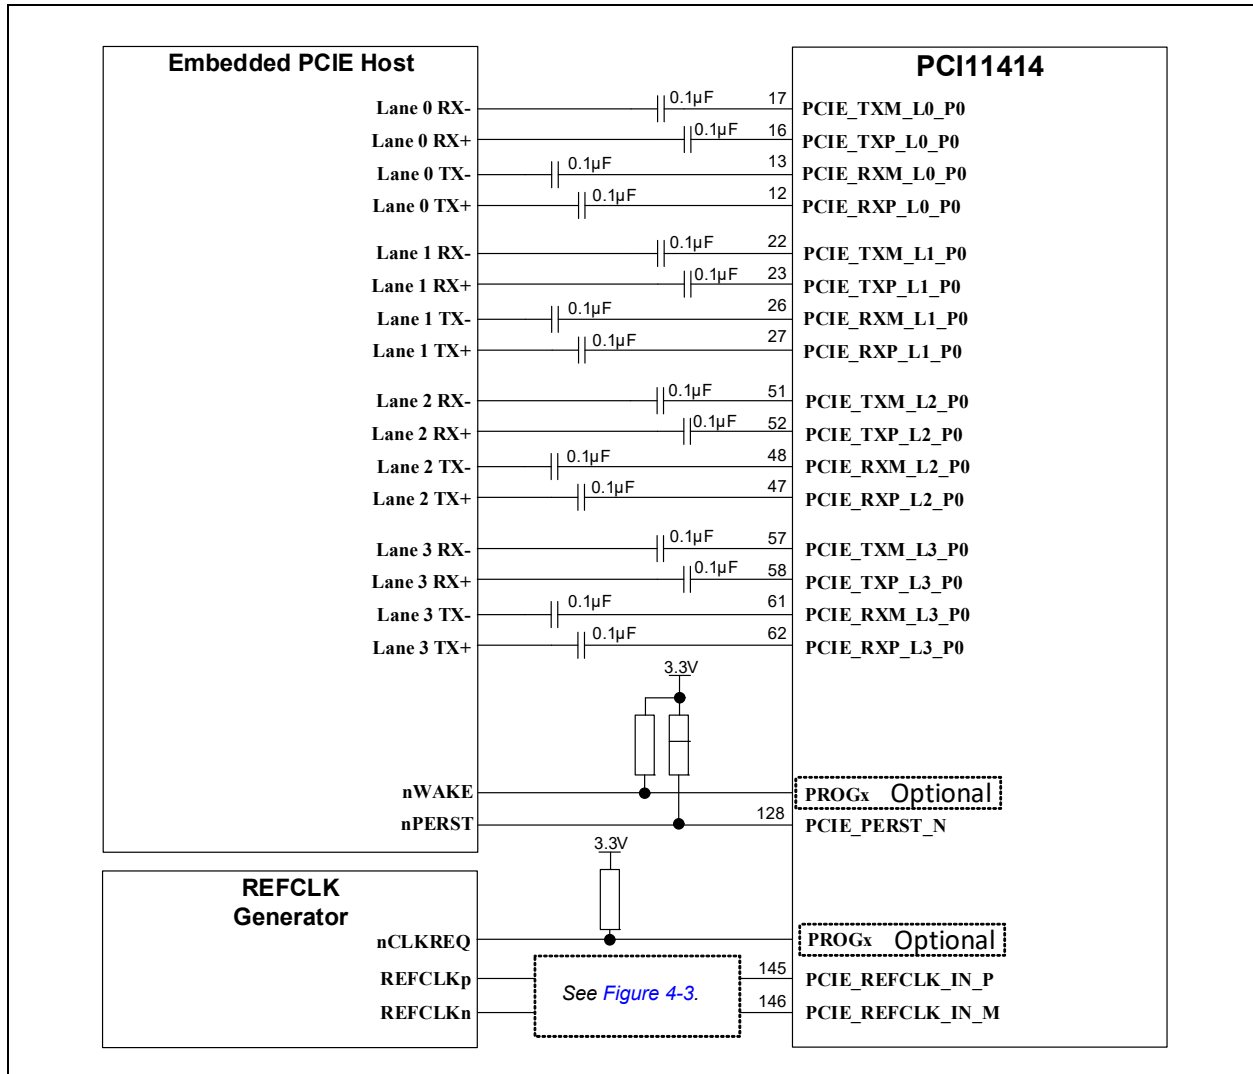 Embedded PCIE Host
PCI11414
Lane 0 RX- 0.1µF 17 PCIE_TXM_L0_P0
Lane 0 RX+ 0.1µF 16 PCIE_TXP_L0_P0
Lane 0 TX- 0.1µF 13 PCIE_RXM_L0_P0
Lane 0 TX+ 0.1µF 12 PCIE_RXP_L0_P0
Lane 1 RX- 0.1µF 22 PCIE_TXM_L1_P0
Lane 1 RX+ 0.1µF 23 PCIE_TXP_L1_P0
Lane 1 TX- 0.1µF 26 PCIE_RXM_L1_P0
Lane 1 TX+ 0.1µF 27 PCIE_RXP_L1_P0
Lane 2 RX- 0.1µF 51 PCIE_TXM_L2_P0
Lane 2 RX+ 0.1µF 52 PCIE_TXP_L2_P0
Lane 2 TX- 0.1µF 48 PCIE_RXM_L2_P0
Lane 2 TX+ 0.1µF 47 PCIE_RXP_L2_P0
Lane 3 RX- 0.1µF 57 PCIE_TXM_L3_P0
Lane 3 RX+ 0.1µF 58 PCIE_TXP_L3_P0
Lane 3 TX- 0.1µF 61 PCIE_RXM_L3_P0
Lane 3 TX+ 0.1µF 62 PCIE_RXP_L3_P0
3.3V
nWAKE PROGx Optional
nPERST 128 PCIE_PERST_N
3.3V
REFCLK
Generator
nCLKREQ PROGx Optional
REFCLKp 145 PCIE_REFCLK_IN_P
See Figure 4-3.
REFCLKn 146 PCIE_REFCLK_IN_M